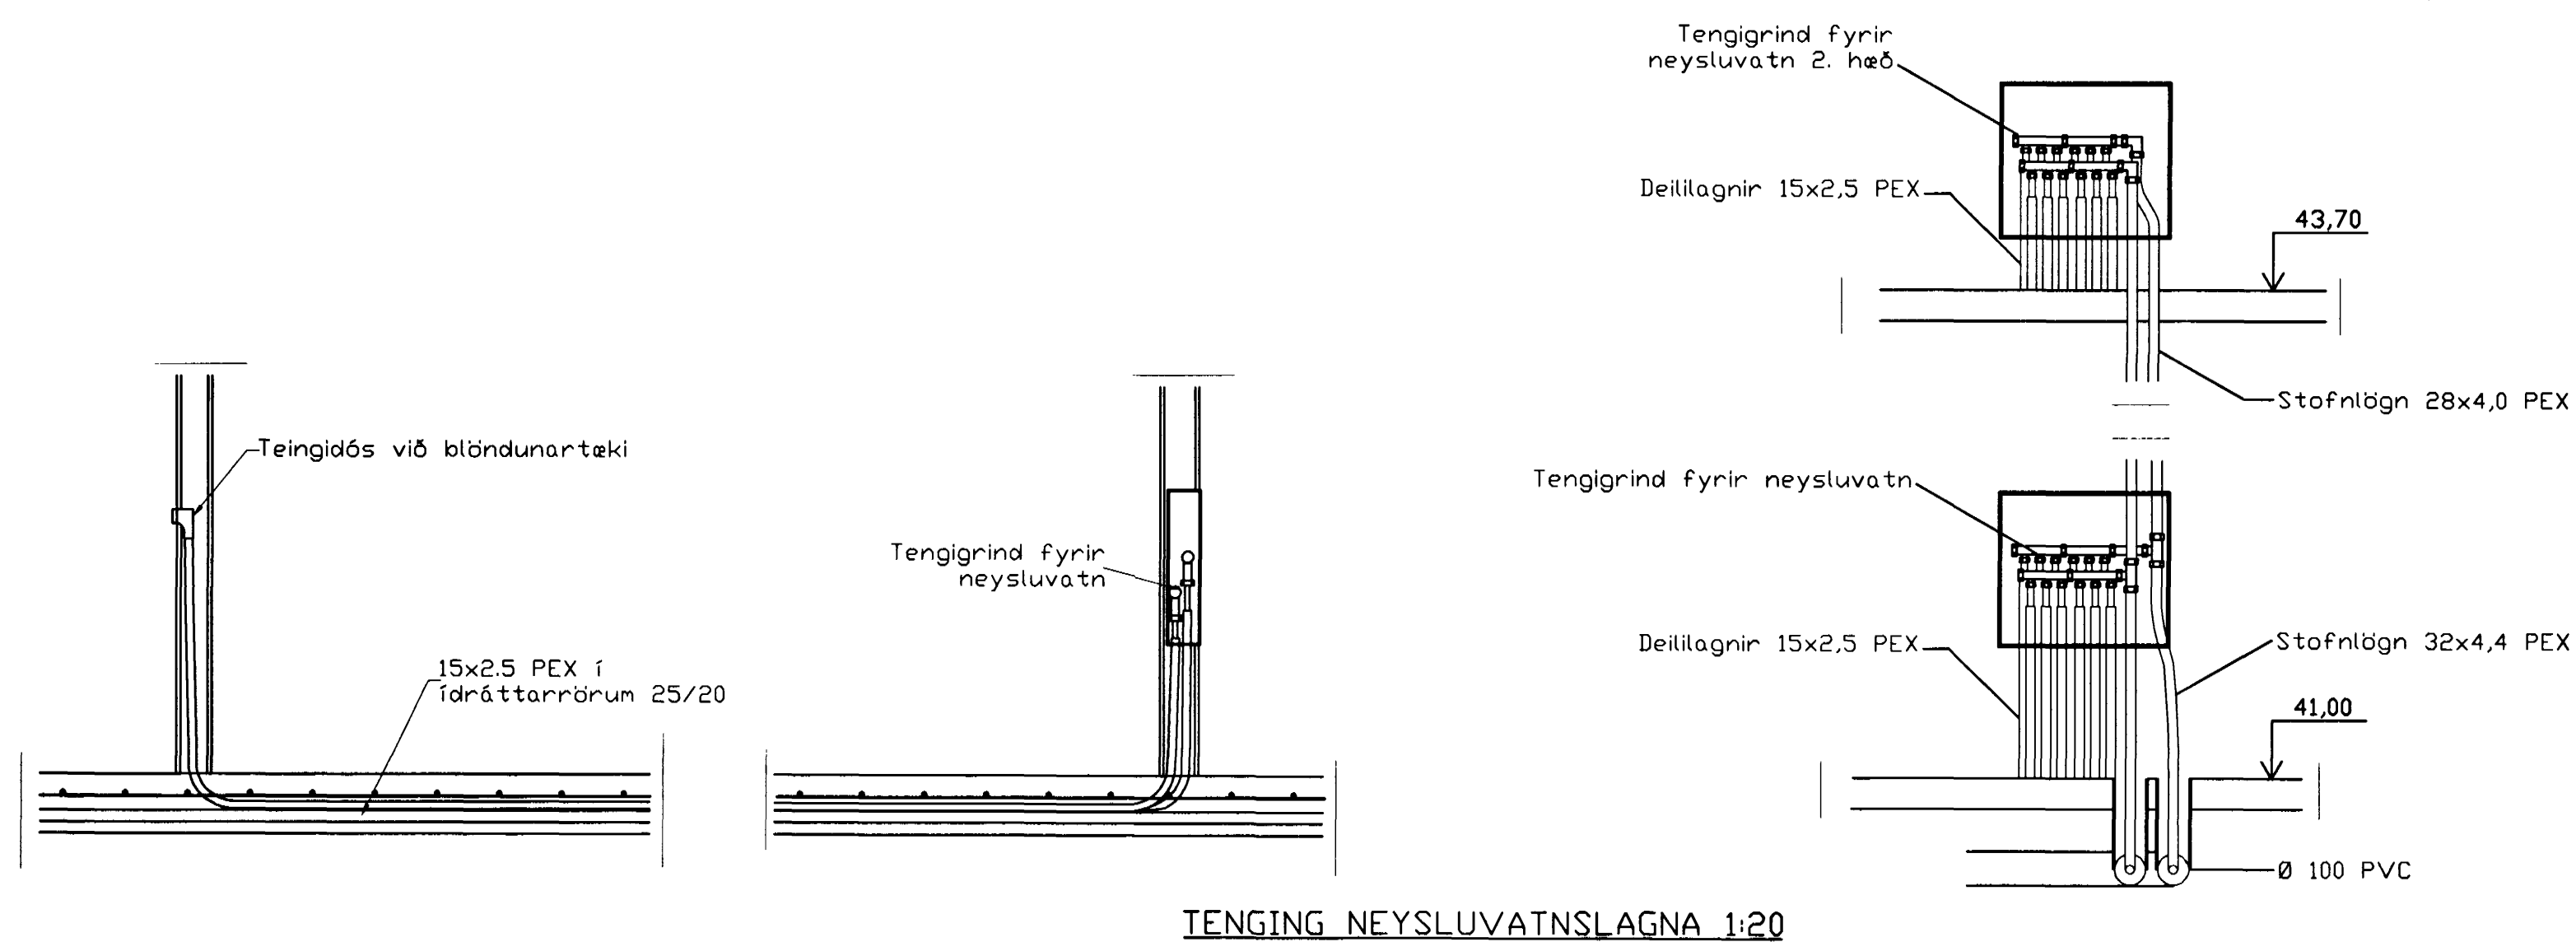 Tengigrind fyrir
neysluvatn 2. hæð
Deililagnir 15x2,5 PEX
43,70
Stofnlögn 28x4,0 PEX
Teingidós við blöndunartæki
Tengigrind fyrir neysluvatn
Tengigrind fyrir
neysluvatn
Deililagnir 15x2,5 PEX
Stofnlögn 32x4,4 PEX
15x2.5 PEX í
ídráttarrörum 25/20
41,00
Ø 100 PVC
TENGING NEYSLUVATNSLAGNA 1:20